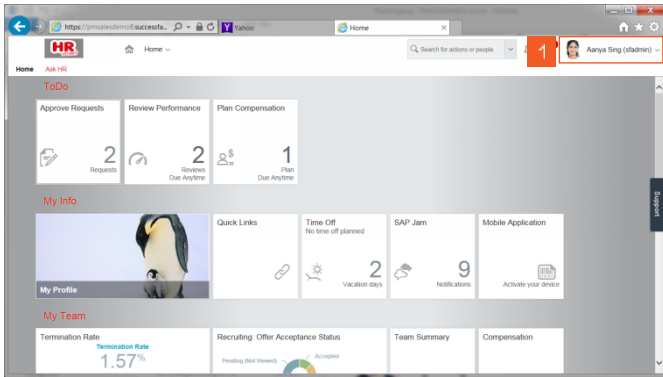 https://pmsalesdemo8.successfa...
Yahoo
Home
HR
Home
Search for actions or people
1
Aanya Sing (sfadmin)
Home Ask HR
ToDo
Approve Requests
2
Requests
Review Performance
2
Reviews
Due Anytime
Plan Compensation
1
Plan
Due Anytime
Support
My Info
My Profile
Quick Links
Time Off
No time off planned
2
Vacation days
SAP Jam
9
Notifications
Mobile Application
Activate your device
My Team
Termination Rate
Termination Rate
1.57%
Recruiting: Offer Acceptance Status
Pending (Not Viewed)
Accepted
Team Summary
Compensation